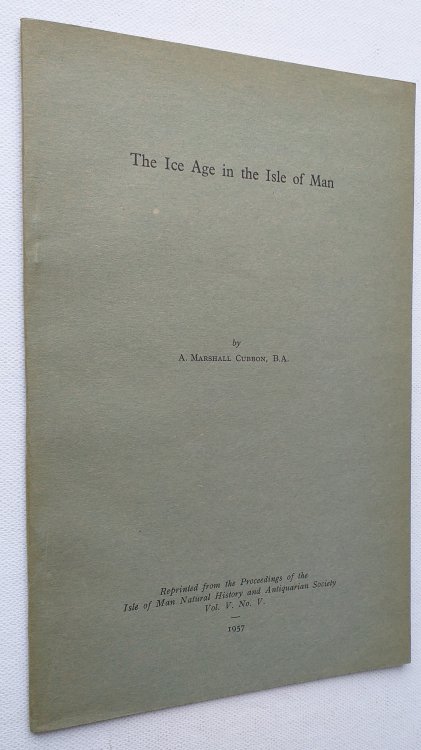 The Ice Age in the Isle of Man
by
A. Marshall Cubbon, B.A.
Reprinted from the Proceedings of the
Isle of Man Natural History and Antiquarian Society
Vol. V. No. V.
—
1957